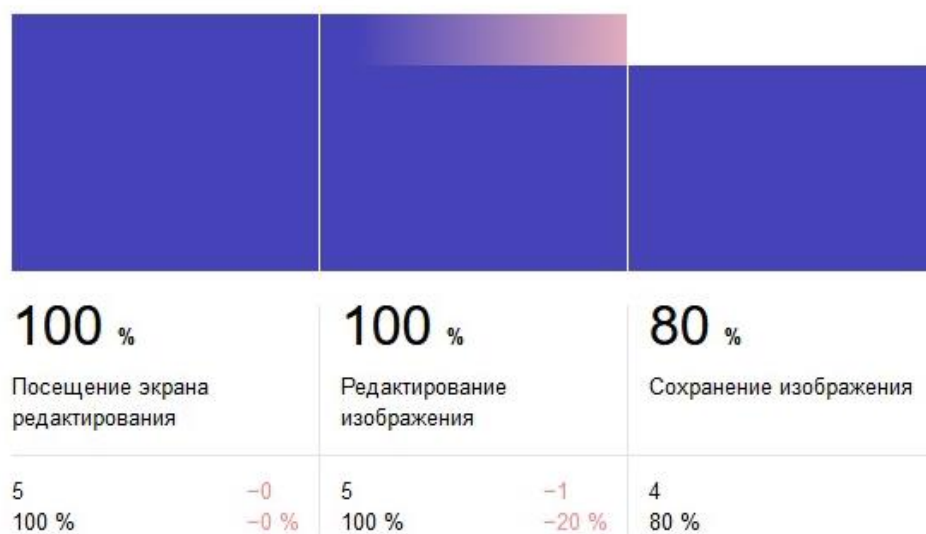 100 %
Посещение экрана
редактирования
5 −0
100 % −0 %
100 %
Редактирование
изображения
5 −1
100 % −20 %
80 %
Сохранение изображения
4
80 %